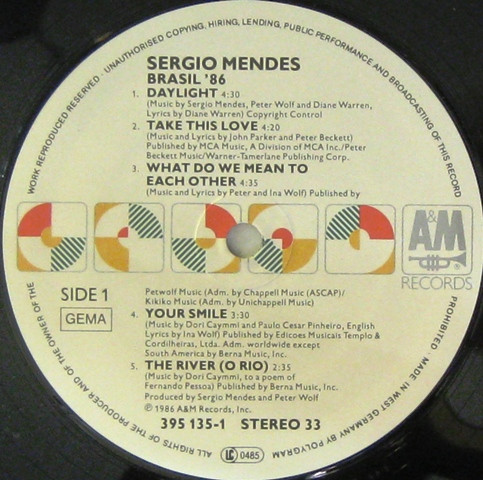 WORK RESERVED · UNAUTHORISED COPYING, HIRING, LENDING, PUBLIC PERFORMANCE AND BROADCASTING OF THIS RECORD PROHIBITED · MADE IN WEST GERMANY BY POLYGRAM
ALL RIGHTS OF THE PRODUCER AND OF THE OWNER OF THE WORK REPRODUCED
SERGIO MENDES
BRASIL '86
1. DAYLIGHT 4:30
(Music by Sergio Mendes, Peter Wolf and Diane Warren,
Lyrics by Diane Warren) Copyright Control
2. TAKE THIS LOVE 4:20
(Music and Lyrics by John Parker and Peter Beckett)
Published by MCA Music, A Division of MCA Inc./Peter
Beckett Music/Warner-Tamerlane Publishing Corp.
3. WHAT DO WE MEAN TO
EACH OTHER 4:35
(Music and Lyrics by Peter and Ina Wolf) Published by
A&M
RECORDS
SIDE 1
GEMA
Petwolf Music (Adm. by Chappell Music (ASCAP)/
Kikiko Music (Adm. by Unichappell Music)
4. YOUR SMILE 3:30
(Music by Dori Caymmi and Paulo Cesar Pinheiro, English
Lyrics by Ina Wolf) Published by Edicoes Musicais Templo &
Cordilheiras, Ltda. Adm. worldwide except
South America by Berna Music, Inc.
5. THE RIVER (O RIO) 2:35
(Music by Dori Caymmi, to a poem of
Fernando Pessoa) Published by Berna Music, Inc.
Produced by Sergio Mendes and Peter Wolf
℗ 1986 A&M Records, Inc.
395 135-1 STEREO 33
LC 0485